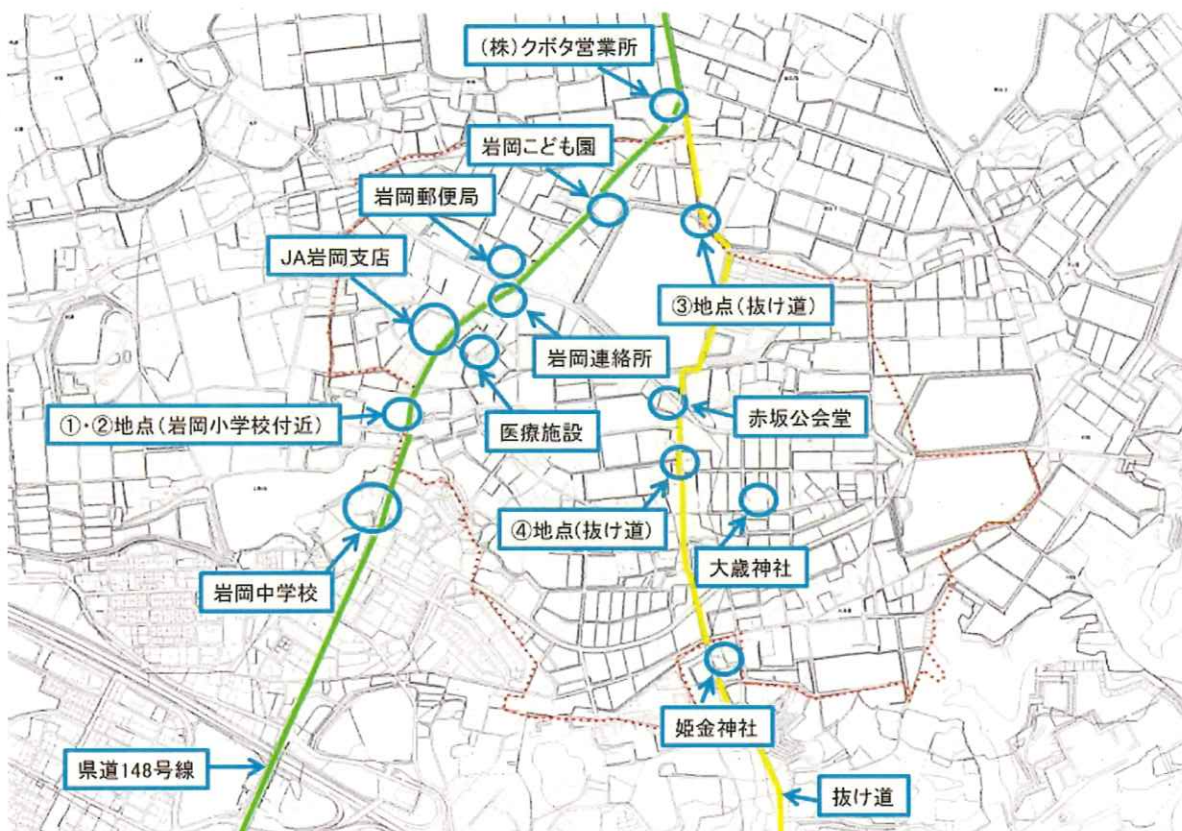 (株)クボタ営業所
岩岡こども園
岩岡郵便局
JA岩岡支店
③地点(抜け道)
岩岡連絡所
①・②地点(岩岡小学校付近)
医療施設
赤坂公会堂
④地点(抜け道)
大歳神社
岩岡中学校
姫金神社
県道148号線
抜け道